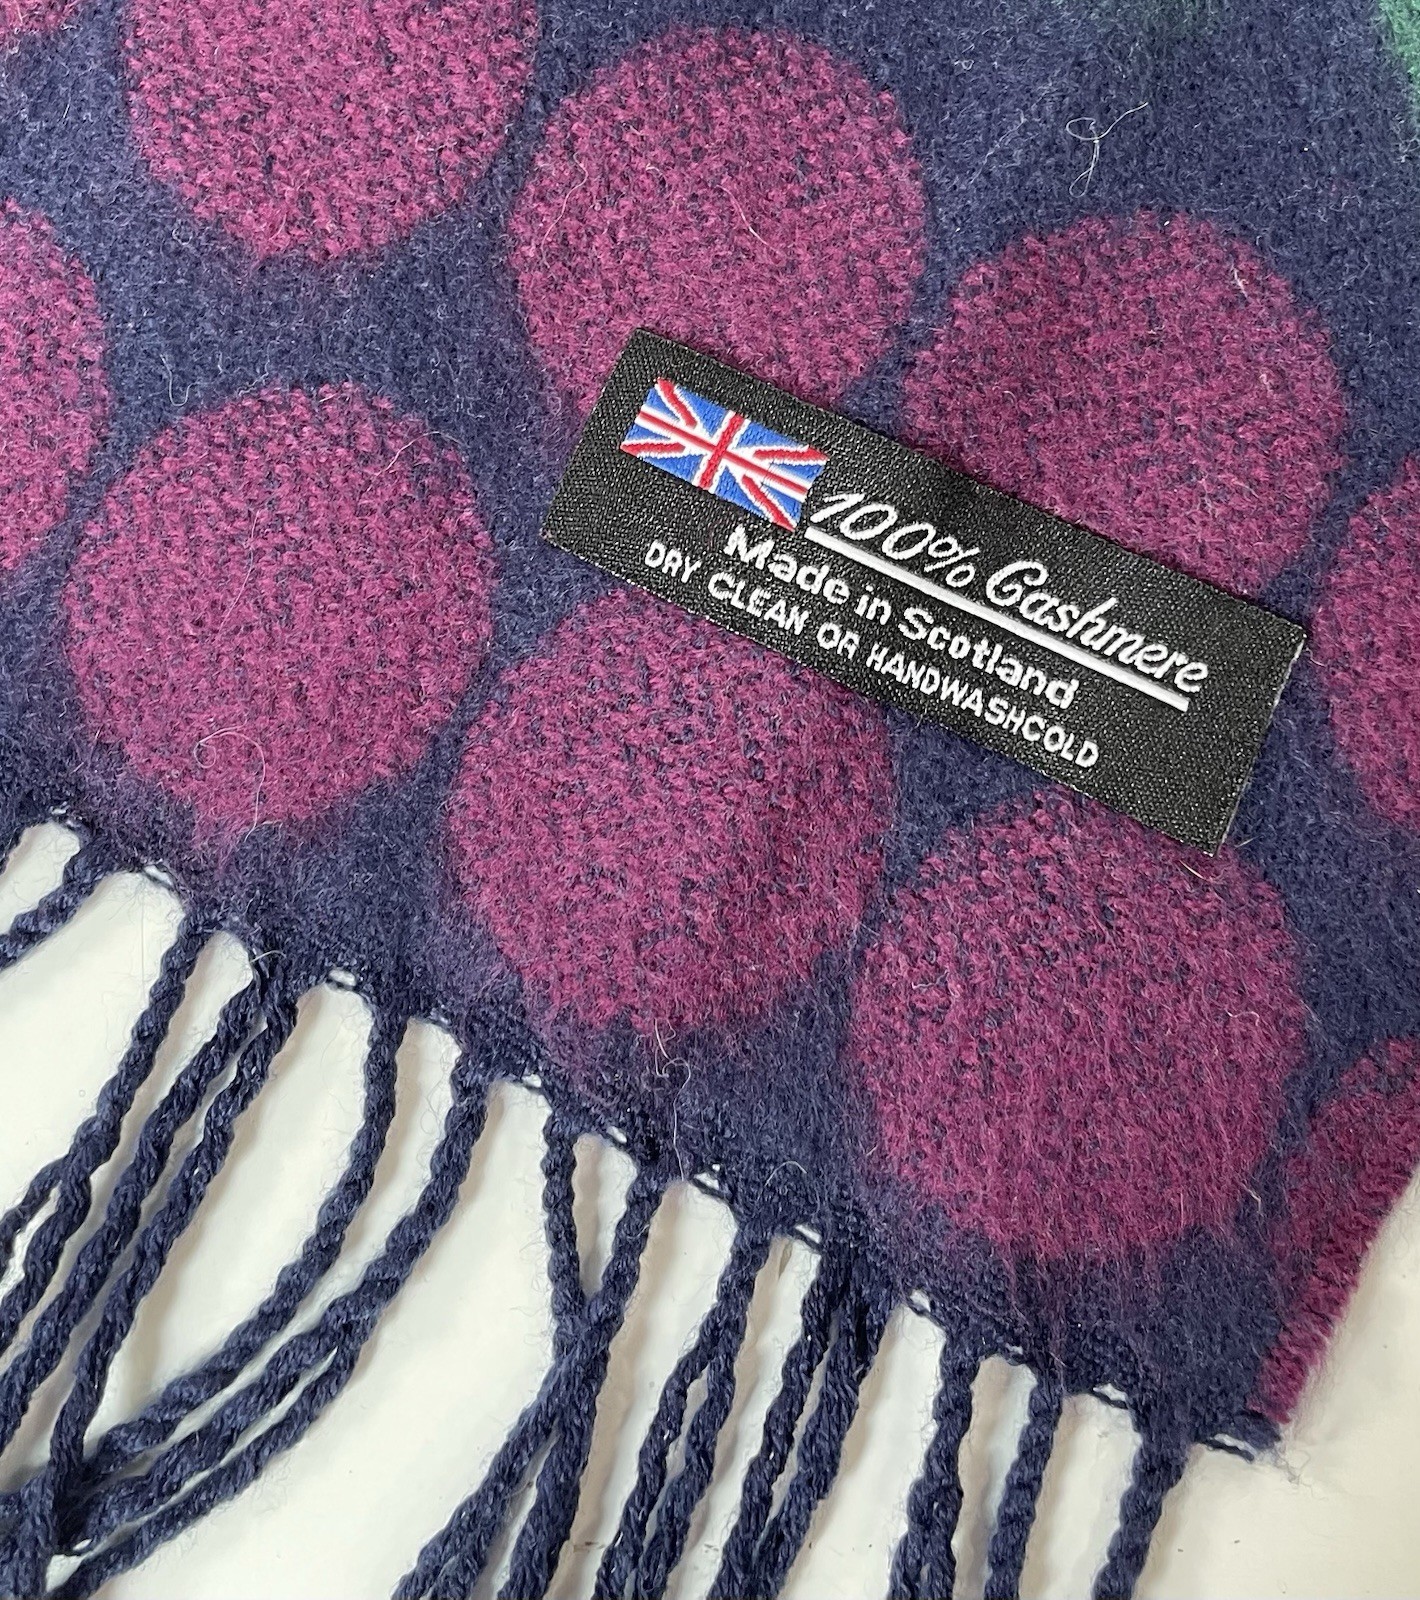 100% Cashmere
Made in Scotland
DRY CLEAN OR HANDWASHCOLD